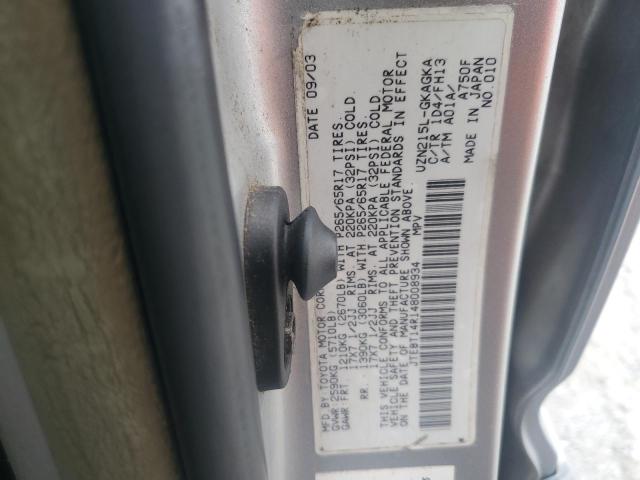 MFD BY TOYOTA MOTOR CORP DATE 09/03
GVWR 2590KG (5710LB)
GAWR FRT. 1210KG (2670LB) WITH P265/65R17 TIRES.
17X7 1/2JJ RIMS. AT 220KPA (32PSI) COLD
RR. 1390KG (3060LB) WITH P265/65R17 TIRES.
17X7 1/2JJ RIMS. AT 220KPA (32PSI) COLD
THIS VEHICLE CONFORMS TO ALL APPLICABLE FEDERAL MOTOR
VEHICLE SAFETY AND THEFT PREVENTION STANDARDS IN EFFECT
ON THE DATE OF MANUFACTURE SHOWN ABOVE.
JTEBT14R148008934 MPV
UZN215L-GKAGKA
C/TR 1D4/FH13
A/TM A01A/ A750F
MADE IN JAPAN
NO.010